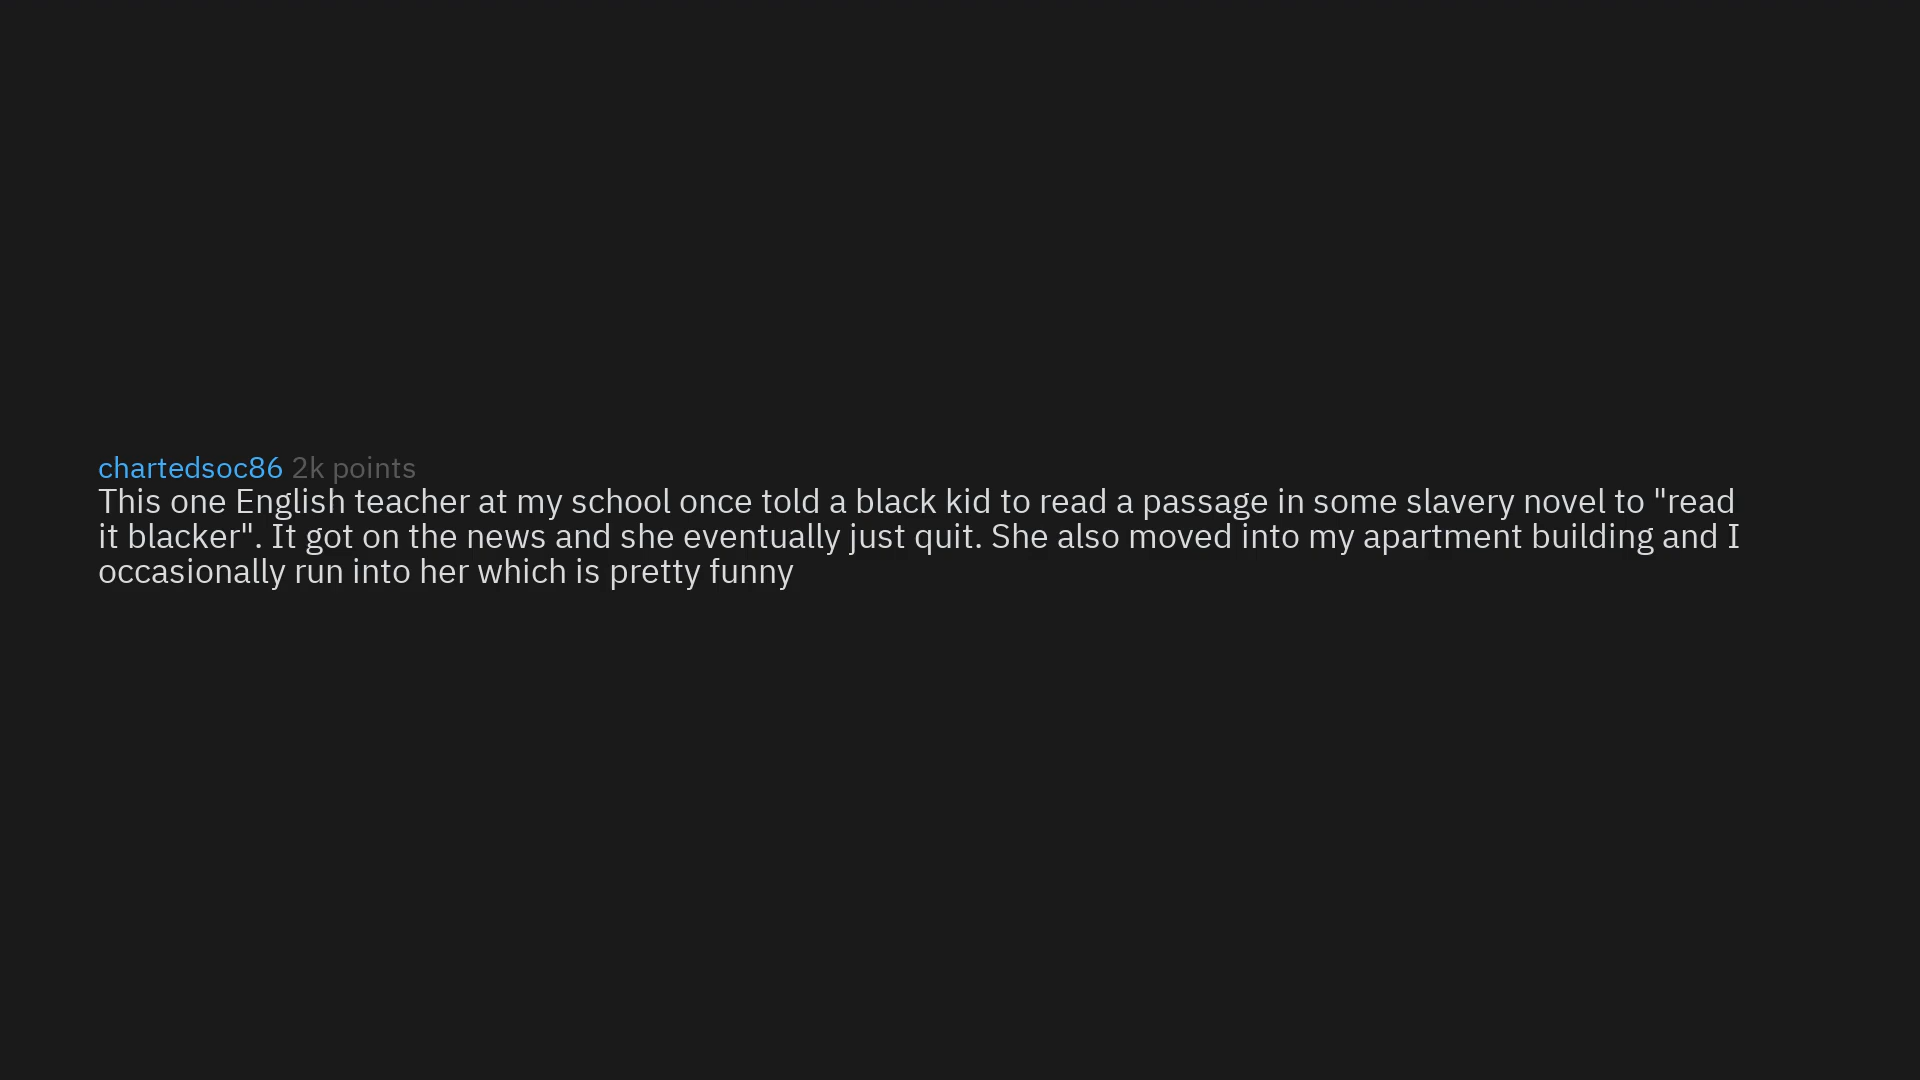 chartedsoc86 2k points
This one English teacher at my school once told a black kid to read a passage in some slavery novel to "read
it blacker". It got on the news and she eventually just quit. She also moved into my apartment building and I
occasionally run into her which is pretty funny